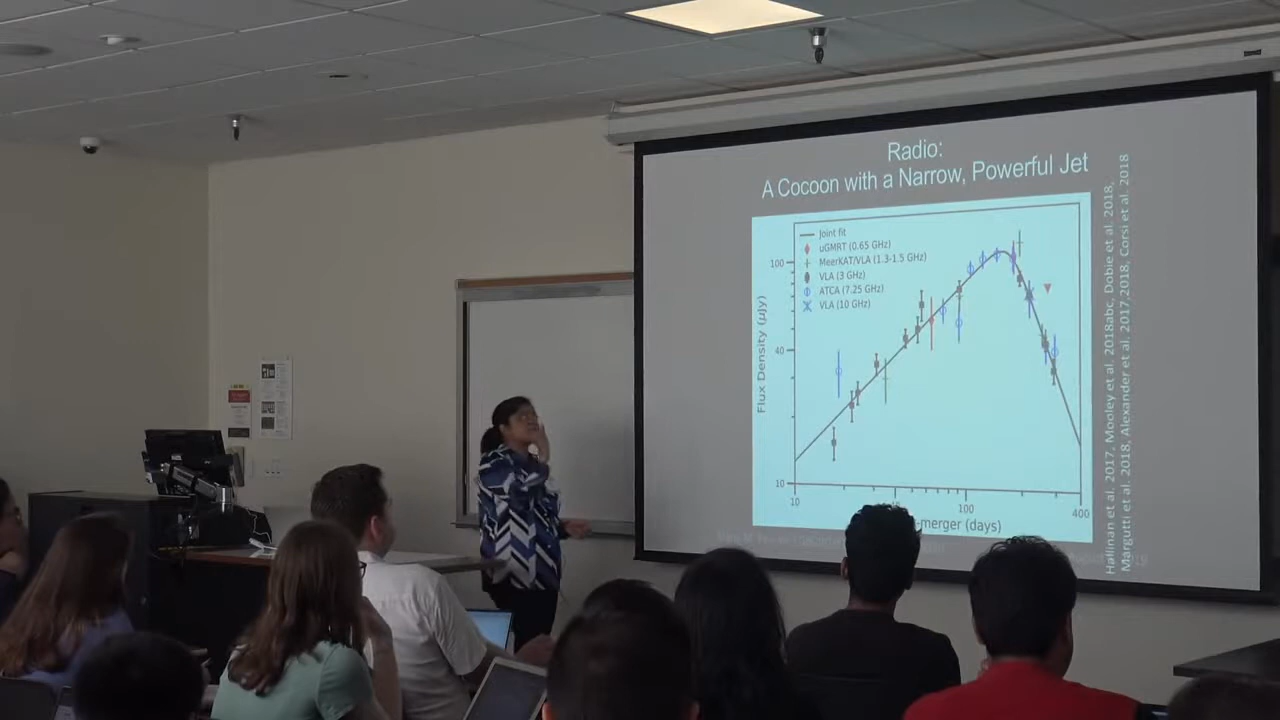 Radio:
A Cocoon with a Narrow, Powerful Jet
Joint fit
uGMRT (0.65 GHz)
MeerKAT/VLA (1.3-1.5 GHz)
VLA (3 GHz)
ATCA (7.25 GHz)
VLA (10 GHz)
Flux Density (μJy)
100
40
10
10
100
400
-merger (days)
Hallinan et al. 2017, Mooley et al. 2018abc, Dobie et al. 2018,
Margutti et al. 2018, Alexander et al. 2017,2018, Corsi et al. 2018